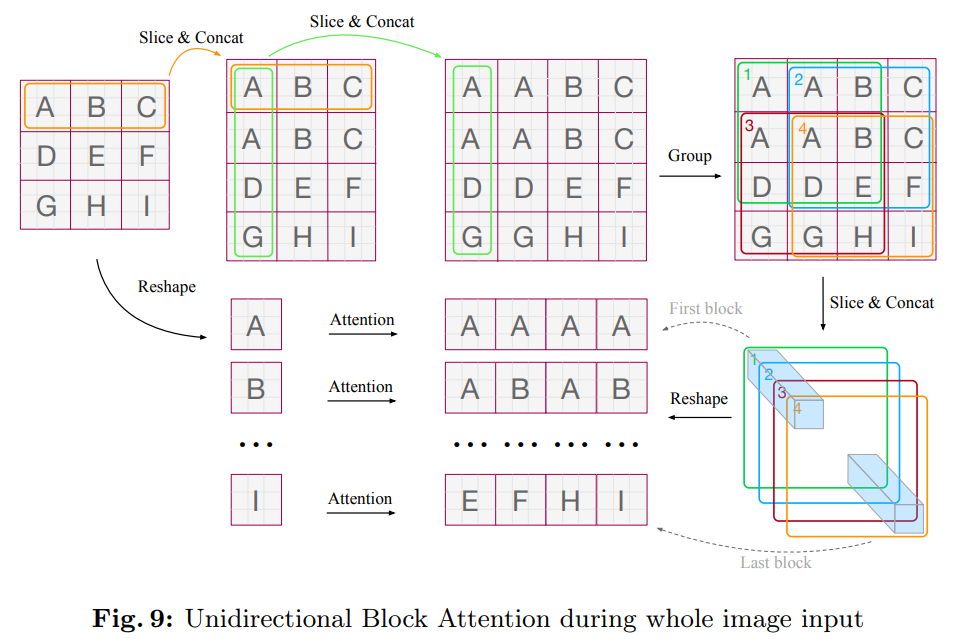 Slice & Concat
Slice & Concat
A B C
D E F
G H I
A B C
A B C
D E F
G H I
A A B C
A A B C
D D E F
G G H I
Group
1 A 2 A B C
3 A 4 A B C
D D E F
G G H I
Reshape
Slice & Concat
First block
A
Attention
A A A A
B
Attention
A B A B
Reshape
1
2
3
4
... ... ... ... ...
I
Attention
E F H I
Last block
Fig. 9: Unidirectional Block Attention during whole image input